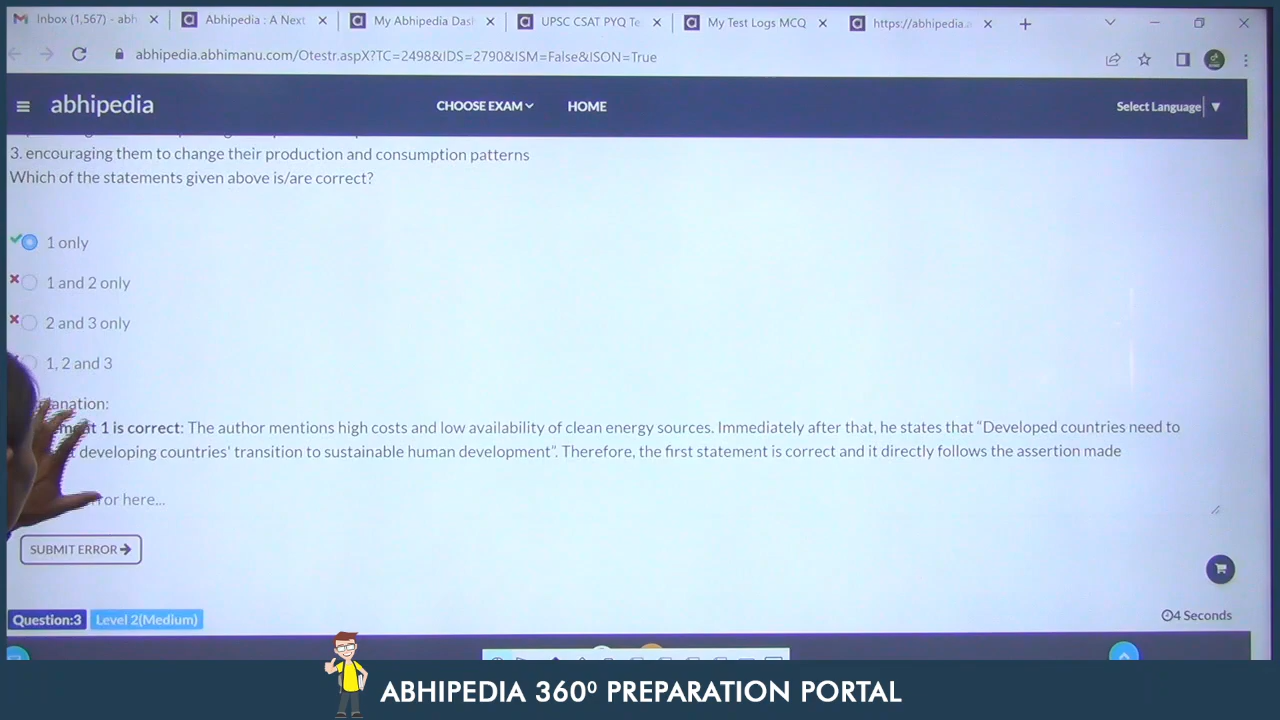 Inbox (1,567) - abh
Abhipedia : A Next
My Abhipedia Das
UPSC CSAT PYQ Te
My Test Logs MCQ
https://abhipedia.
abhipedia.abhimanu.com/Otestr.aspX?TC=2498&IDS=2790&ISM=False&ISON=True
abhipedia
CHOOSE EXAM
HOME
Select Language
3. encouraging them to change their production and consumption patterns
Which of the statements given above is/are correct?
1 only
1 and 2 only
2 and 3 only
1, 2 and 3
anation:
1 is correct: The author mentions high costs and low availability of clean energy sources. Immediately after that, he states that "Developed countries need to
developing countries' transition to sustainable human development". Therefore, the first statement is correct and it directly follows the assertion made
or here...
SUBMIT ERROR
Question:3 Level 2(Medium)
4 Seconds
ABHIPEDIA 360⁰ PREPARATION PORTAL